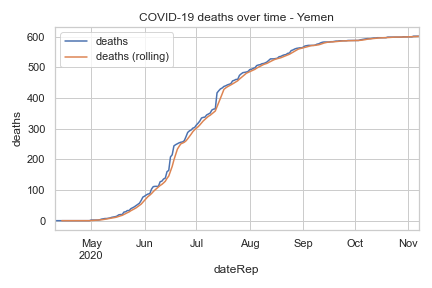 COVID-19 deaths over time - Yemen
deaths
deaths (rolling)
600
500
400
300
200
100
0
deaths
May Jun Jul Aug Sep Oct Nov
2020
dateRep